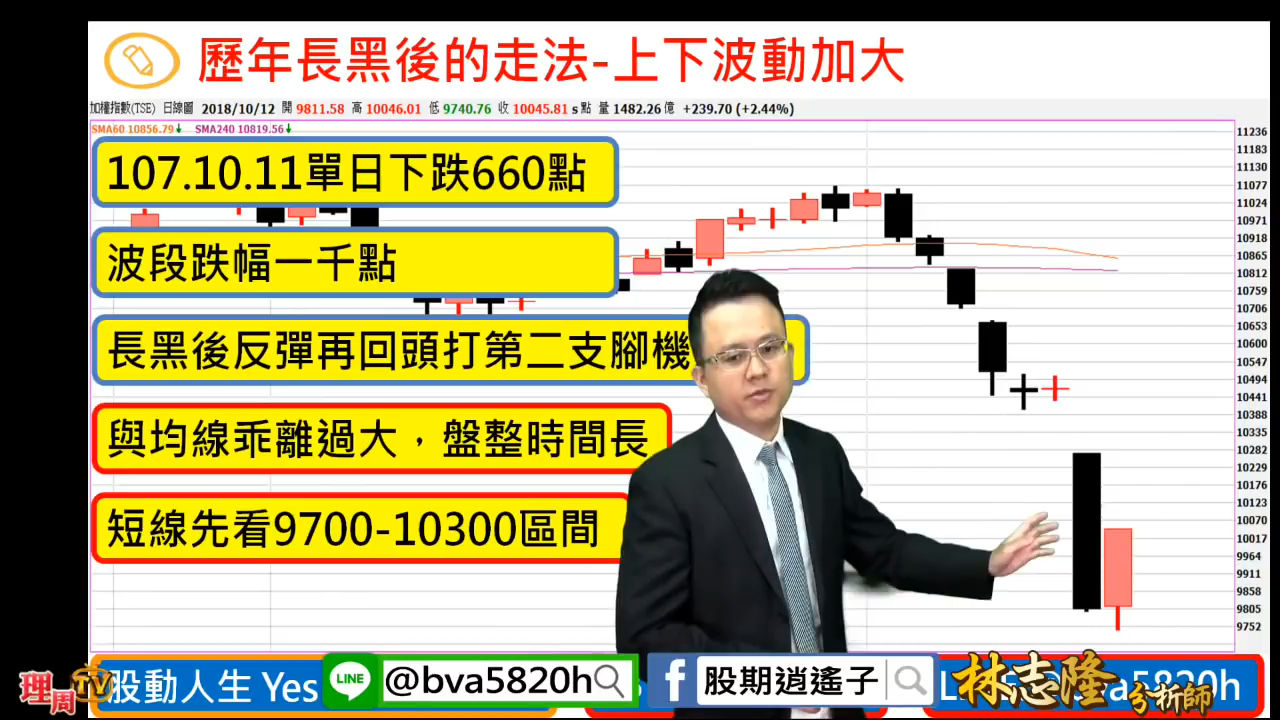 歷年長黑後的走法-上下波動加大
加權指數(TSE) 日線圖 2018/10/12 開 9811.58 高 10046.01 低 9740.76 收 10045.81 s點 量 1482.26 億 +239.70 (+2.44%)
SMA60 10856.79↓ SMA240 10819.56↓
107.10.11單日下跌660點
波段跌幅一千點
長黑後反彈再回頭打第二支腳機
與均線乖離過大，盤整時間長
短線先看9700-10300區間
11236
11183
11130
11077
11024
10971
10918
10865
10812
10759
10706
10653
10600
10547
10494
10441
10388
10335
10282
10229
10176
10123
10070
10017
9964
9911
9858
9805
9752
理周TV
股動人生 Yes
LINE
@bva5820h
f
股期逍遙子
林志隆 分析師
a5820h